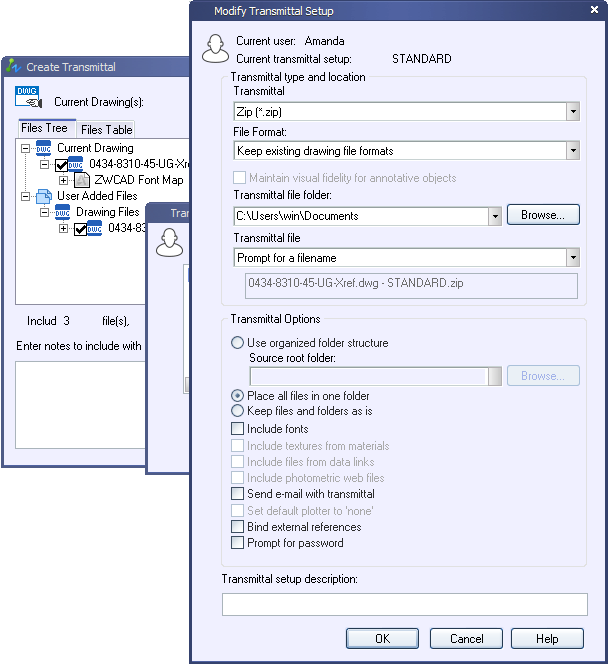 Create Transmittal
DWG
Current Drawing(s):
Files Tree
Files Table
Current Drawing
DWG
0434-8310-45-UG-Xre
ZWCAD Font Map
User Added Files
Drawing Files
0434-83
Includ 3 file(s),
Enter notes to include with
Tra
Modify Transmittal Setup
Current user: Amanda
Current transmittal setup: STANDARD
Transmittal type and location
Transmittal
Zip (*.zip)
File Format:
Keep existing drawing file formats
Maintain visual fidelity for annotative objects
Transmittal file folder:
C:\Users\win\Documents
Browse...
Transmittal file
Prompt for a filename
0434-8310-45-UG-Xref.dwg - STANDARD.zip
Transmittal Options
Use organized folder structure
Source root folder:
Browse...
Place all files in one folder
Keep files and folders as is
Include fonts
Include textures from materials
Include files from data links
Include photometric web files
Send e-mail with transmittal
Set default plotter to 'none'
Bind external references
Prompt for password
Transmittal setup description:
OK
Cancel
Help